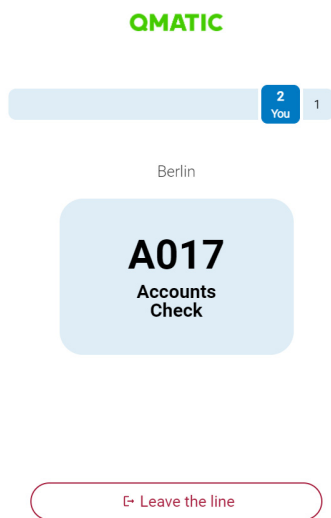 QMATIC
2
You
1
Berlin
A017
Accounts
Check
Leave the line